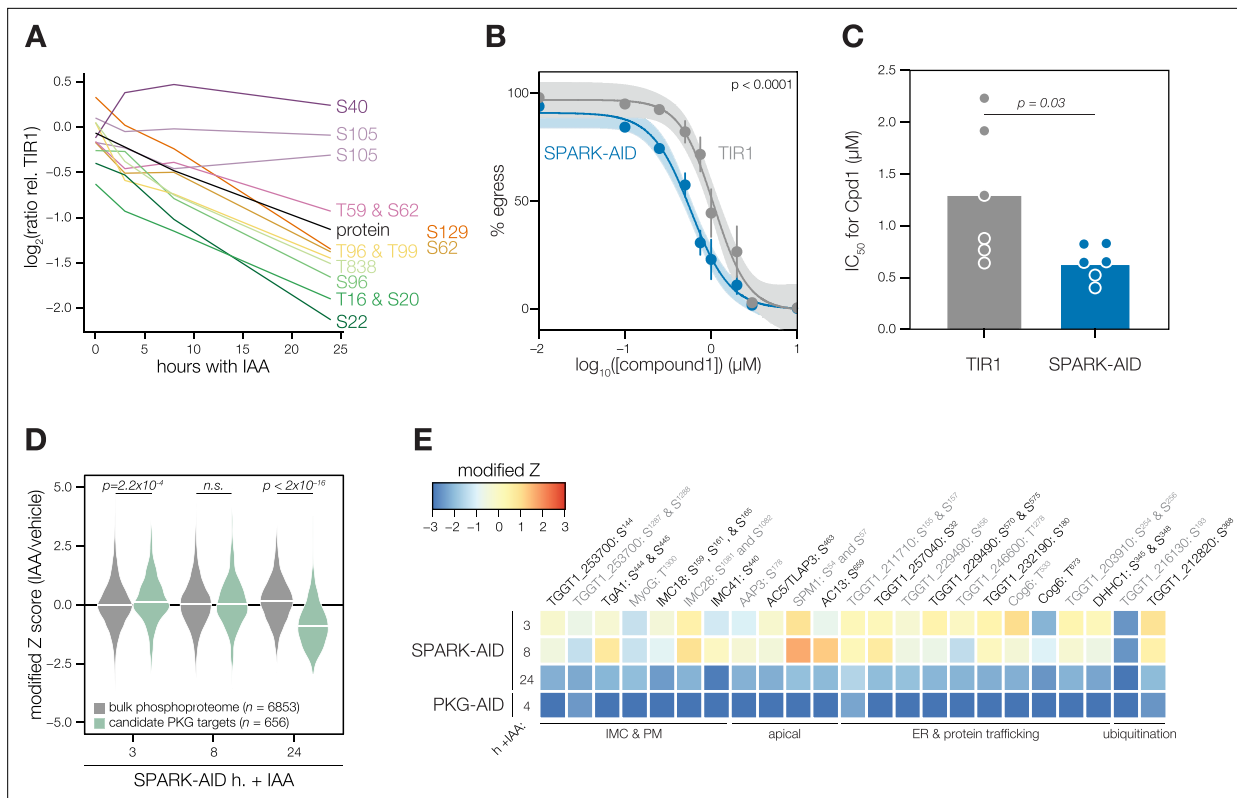 A
log₂(ratio rel. TIR1)
0.5
0.0
−0.5
−1.0
−1.5
−2.0
S40
S105
S105
T59 & S62
protein
S129
S62
T96 & T99
T838
S96
T16 & S20
S22
0
5
10
15
20
25
hours with IAA
B
% egress
100
50
0
p < 0.0001
SPARK-AID
TIR1
−2
−1
0
1
log₁₀([compound1]) (µM)
C
IC₅₀ for Cpd1 (µM)
2.5
2.0
1.5
1.0
0.5
0.0
p = 0.03
TIR1
SPARK-AID
D
modified Z score (IAA/vehicle)
5.0
2.5
0.0
−2.5
−5.0
p=2.2x10⁻⁴
n.s.
p < 2x10⁻¹⁶
bulk phosphoproteome (n = 6853)
candidate PKG targets (n = 656)
3
8
24
SPARK-AID h. + IAA
E
modified Z
−3 −2 −1 0 1 2 3
TGGT1_253700: S¹⁴⁴
TGGT1_253700: S¹²⁸⁷ & S¹²⁸⁸
TgA1: S⁴⁴⁴ & S⁴⁴⁵
MyoG: T¹³⁰⁰
IMC18: S¹⁵⁹, S¹⁶¹, & S¹⁶⁵
IMC28: S¹⁰⁸¹ and S¹⁰⁸²
IMC41: S⁴⁴⁰
AAP3: S¹⁷⁸
AC5/TLAP3: S⁴⁶³
SPM1: S⁵⁴ and S⁵⁷
AC13: S⁶⁵⁹
TGGT1_211710: S¹⁵⁵ & S¹⁵⁷
TGGT1_257040: S³²
TGGT1_229490: S⁴⁵⁶
TGGT1_229490: S⁵⁷⁰ & S⁵⁷⁵
TGGT1_246600: T¹²⁷⁸
TGGT1_232190: S¹⁸⁰
Cog6: T⁵³³
Cog6: T⁶⁷³
TGGT1_203910: S²⁵⁴ & S²⁵⁶
DHHC1: S³⁴⁵ & S³⁴⁸
TGGT1_216130: S¹⁹³
TGGT1_212820: S³⁶⁸
SPARK-AID
3
8
24
PKG-AID
4
h +IAA:
IMC & PM
apical
ER & protein trafficking
ubiquitination